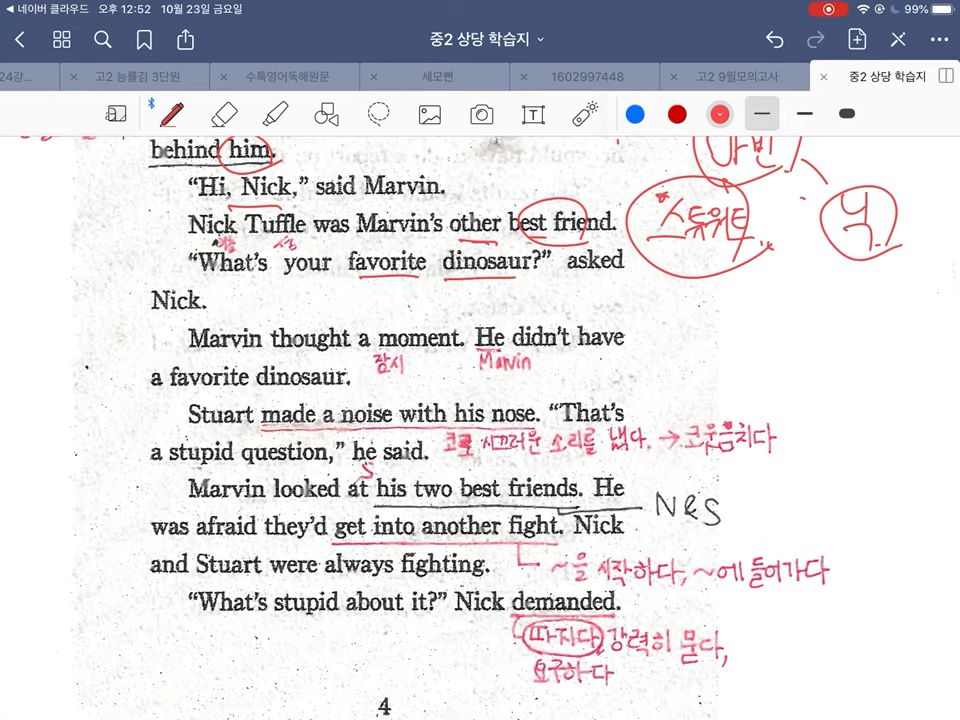 네이버 클라우드 오후 12:52 10월 23일 금요일
99%
중2 상당 학습지
고2 능률김 3단원
수특영어독해원문
세모뻔
1602997448
고2 9월모의고사
중2 상당 학습지
behind him.
“Hi, Nick,” said Marvin.
Nick Tuffle was Marvin’s other best friend.
스튜워트
닉
“What’s your favorite dinosaur?” asked
Nick.
Marvin thought a moment. He didn’t have
잠시 Marvin
a favorite dinosaur.
Stuart made a noise with his nose. “That’s
a stupid question,” he said.
코로 시끄러운 소리를 냈다. → 코웃음치다
S
Marvin looked at his two best friends. He
N&S
was afraid they’d get into another fight. Nick
and Stuart were always fighting.
~을 시작하다, ~에 들어가다
“What’s stupid about it?” Nick demanded.
따지다, 강력히 묻다,
요구하다
4